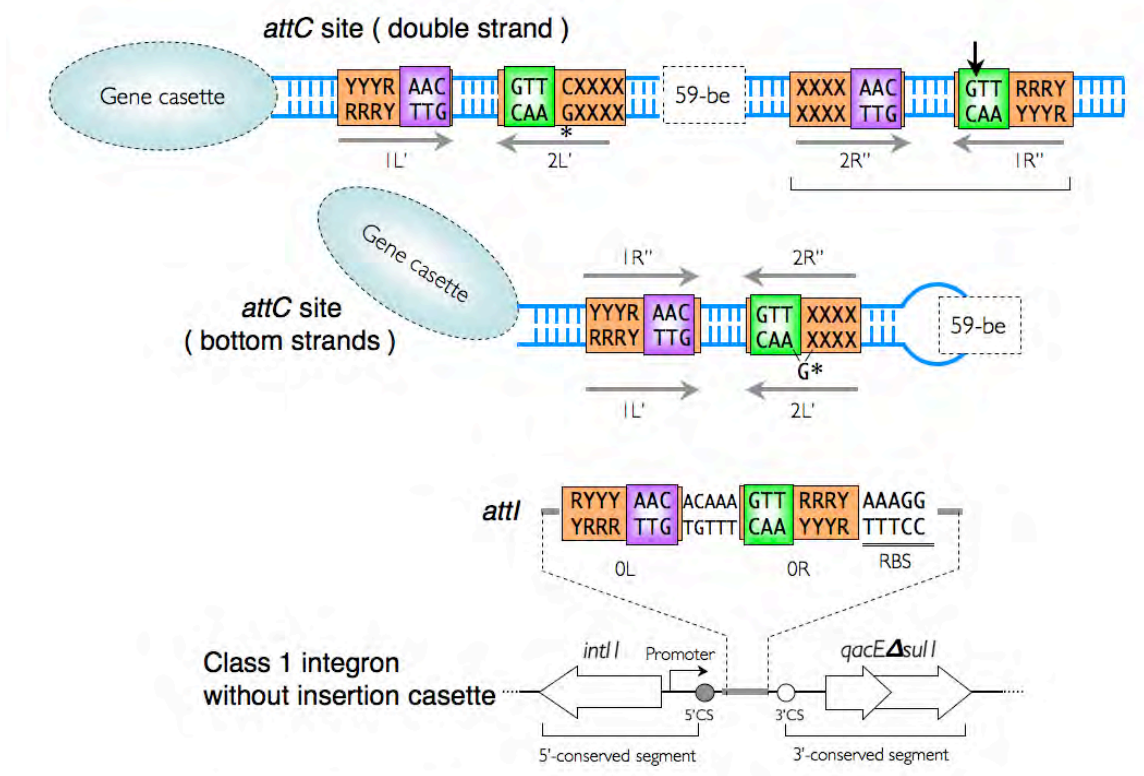 attC site ( double strand )
Gene casette
YYYR AAC GTT CXXXX 59-be XXXX AAC GTT RRRY
RRRY TTG CAA GXXXX XXXX TTG CAA YYYR
*
1L' 2L' 2R" 1R"
Gene casette
1R" 2R"
attC site
( bottom strands )
YYYR AAC GTT XXXX 59-be
RRRY TTG CAA XXXX
G*
1L' 2L'
attI
RYYY AAC ACAAA GTT RRRY AAAGG
YRRR TTG TGTTT CAA YYYR TTTCC
0L 0R RBS
Class 1 integron
without insertion casette
intI1 Promoter qacEΔsul1
5'CS 3'CS
5'-conserved segment 3'-conserved segment